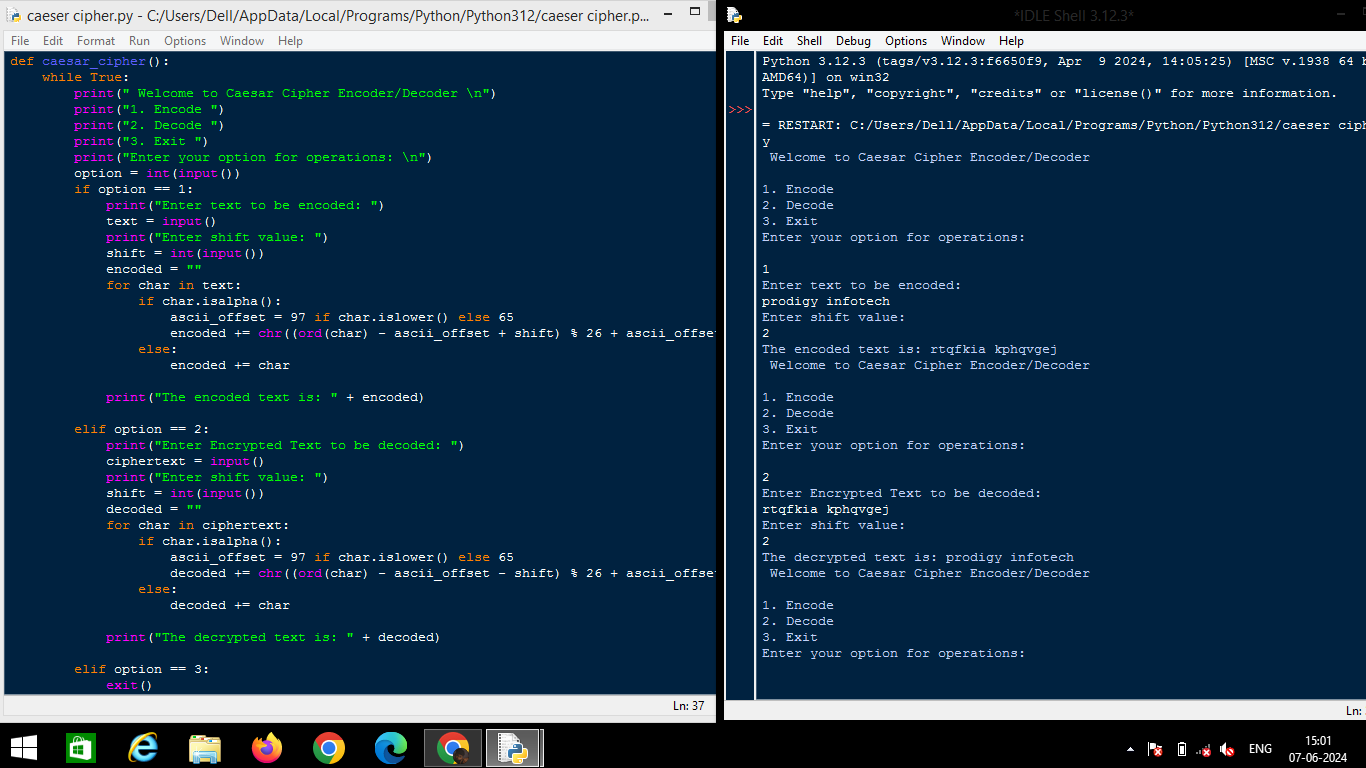 caeser cipher.py - C:/Users/Dell/AppData/Local/Programs/Python/Python312/caeser cipher.p...
File Edit Format Run Options Window Help
def caesar_cipher():
    while True:
        print(" Welcome to Caesar Cipher Encoder/Decoder \n")
        print("1. Encode ")
        print("2. Decode ")
        print("3. Exit ")
        print("Enter your option for operations: \n")
        option = int(input())
        if option == 1:
            print("Enter text to be encoded: ")
            text = input()
            print("Enter shift value: ")
            shift = int(input())
            encoded = ""
            for char in text:
                if char.isalpha():
                    ascii_offset = 97 if char.islower() else 65
                    encoded += chr((ord(char) - ascii_offset + shift) % 26 + ascii_offset
                else:
                    encoded += char

            print("The encoded text is: " + encoded)

        elif option == 2:
            print("Enter Encrypted Text to be decoded: ")
            ciphertext = input()
            print("Enter shift value: ")
            shift = int(input())
            decoded = ""
            for char in ciphertext:
                if char.isalpha():
                    ascii_offset = 97 if char.islower() else 65
                    decoded += chr((ord(char) - ascii_offset - shift) % 26 + ascii_offset
                else:
                    decoded += char

            print("The decrypted text is: " + decoded)

        elif option == 3:
            exit()
Ln: 37
*IDLE Shell 3.12.3*
File Edit Shell Debug Options Window Help
Python 3.12.3 (tags/v3.12.3:f6650f9, Apr  9 2024, 14:05:25) [MSC v.1938 64 b
AMD64)] on win32
Type "help", "copyright", "credits" or "license()" for more information.
>>>
= RESTART: C:/Users/Dell/AppData/Local/Programs/Python/Python312/caeser ciph
y
 Welcome to Caesar Cipher Encoder/Decoder

1. Encode
2. Decode
3. Exit
Enter your option for operations:

1
Enter text to be encoded:
prodigy infotech
Enter shift value:
2
The encoded text is: rtqfkia kphqvgej
 Welcome to Caesar Cipher Encoder/Decoder

1. Encode
2. Decode
3. Exit
Enter your option for operations:

2
Enter Encrypted Text to be decoded:
rtqfkia kphqvgej
Enter shift value:
2
The decrypted text is: prodigy infotech
 Welcome to Caesar Cipher Encoder/Decoder

1. Encode
2. Decode
3. Exit
Enter your option for operations:
Ln:
ENG
15:01
07-06-2024